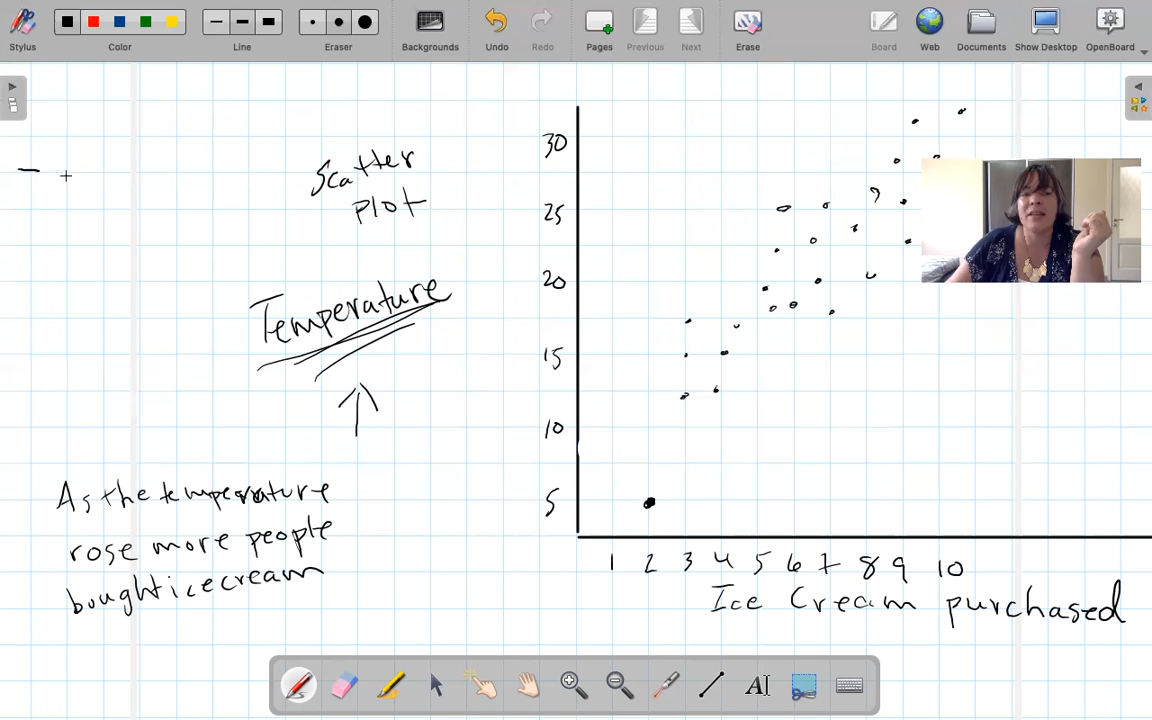 Color
Line
Eraser
Stylus
Backgrounds
Undo
Redo
Pages
Previous
Next
Erase
Board
Web
Documents
Show Desktop
OpenBoard
Scatter
plot
Temperature
As the temperature
rose more people
bought ice cream
30
25
20
15
10
5
1 2 3 4 5 6 7 8 9 10
Ice Cream purchased